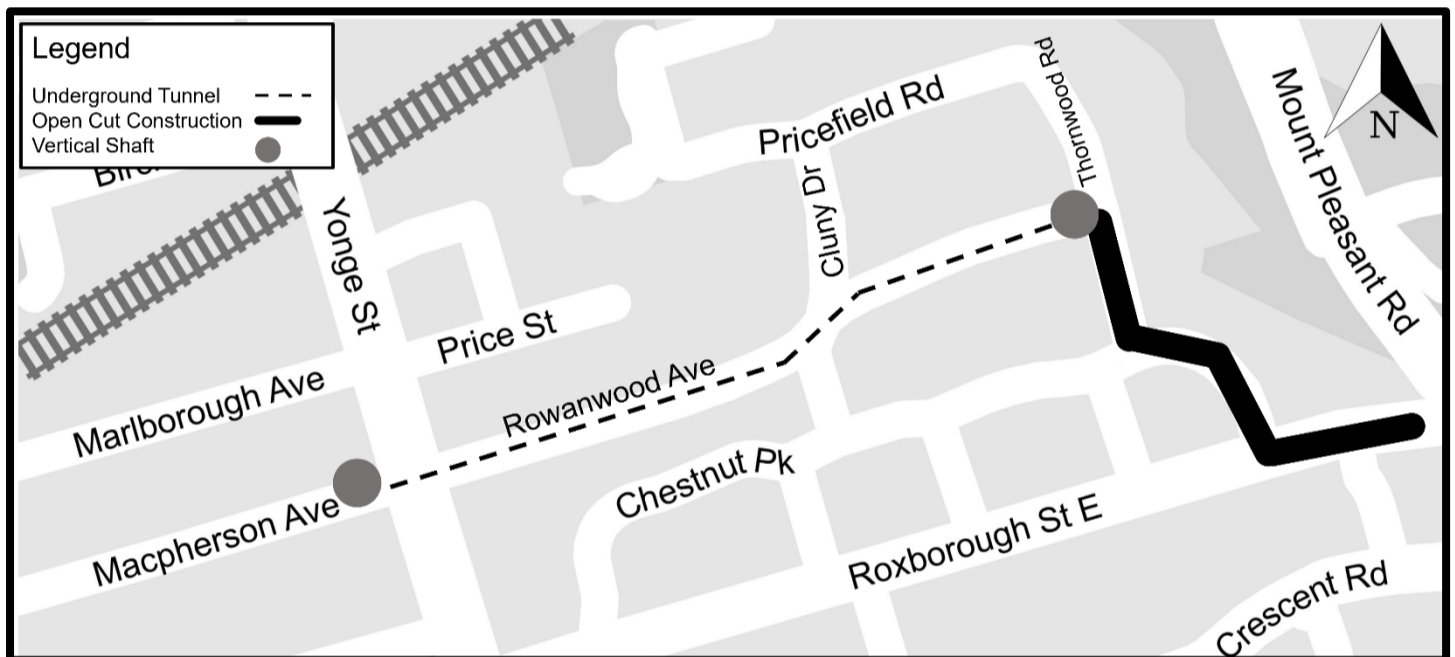 Legend
Underground Tunnel
Open Cut Construction
Vertical Shaft
N
Thornwood Rd
Pricefield Rd
Mount Pleasant Rd
Cluny Dr
Yonge St
Price St
Marlborough Ave
Rowanwood Ave
Chestnut Pk
Macpherson Ave
Roxborough St E
Crescent Rd